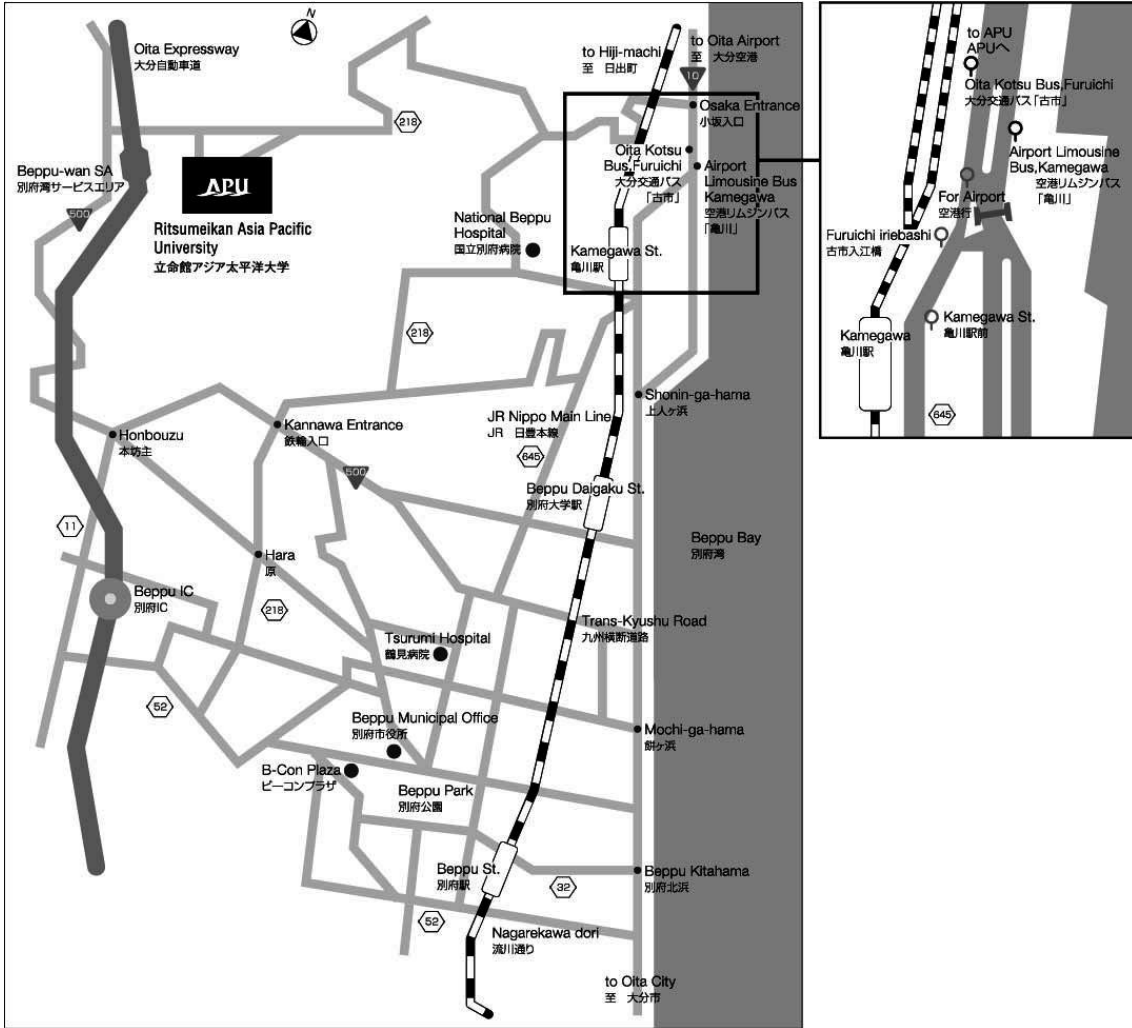 N
Oita Expressway
大分自動車道
to Hiji-machi
至 日出町
to Oita Airport
至 大分空港
10
218
Osaka Entrance
小坂入口
Beppu-wan SA
別府湾サービスエリア
500
APU
Ritsumeikan Asia Pacific
University
立命館アジア太平洋大学
Oita Kotsu
Bus,Furuichi
大分交通バス
「古市」
Airport
Limousine Bus
Kamegawa
空港リムジンバス
「亀川」
National Beppu
Hospital
国立別府病院
Kamegawa St.
亀川駅
218
Shonin-ga-hama
上人ヶ浜
JR Nippo Main Line
JR 日豊本線
645
Honbouzu
本坊主
Kannawa Entrance
鉄輪入口
500
Beppu Daigaku St.
別府大学駅
11
Beppu Bay
別府湾
Hara
原
Beppu IC
別府IC
218
Trans-Kyushu Road
九州横断道路
Tsurumi Hospital
鶴見病院
52
Beppu Municipal Office
別府市役所
Mochi-ga-hama
餅ヶ浜
B-Con Plaza
ビーコンプラザ
Beppu Park
別府公園
Beppu St.
別府駅
32
Beppu Kitahama
別府北浜
52
Nagarekawa dori
流川通り
to Oita City
至 大分市
to APU
APUへ
Oita Kotsu Bus,Furuichi
大分交通バス「古市」
Airport Limousine
Bus,Kamegawa
空港リムジンバス
「亀川」
For Airport
空港行
Furuichi iriebashi
古市入江橋
Kamegawa St.
亀川駅前
Kamegawa
亀川駅
645